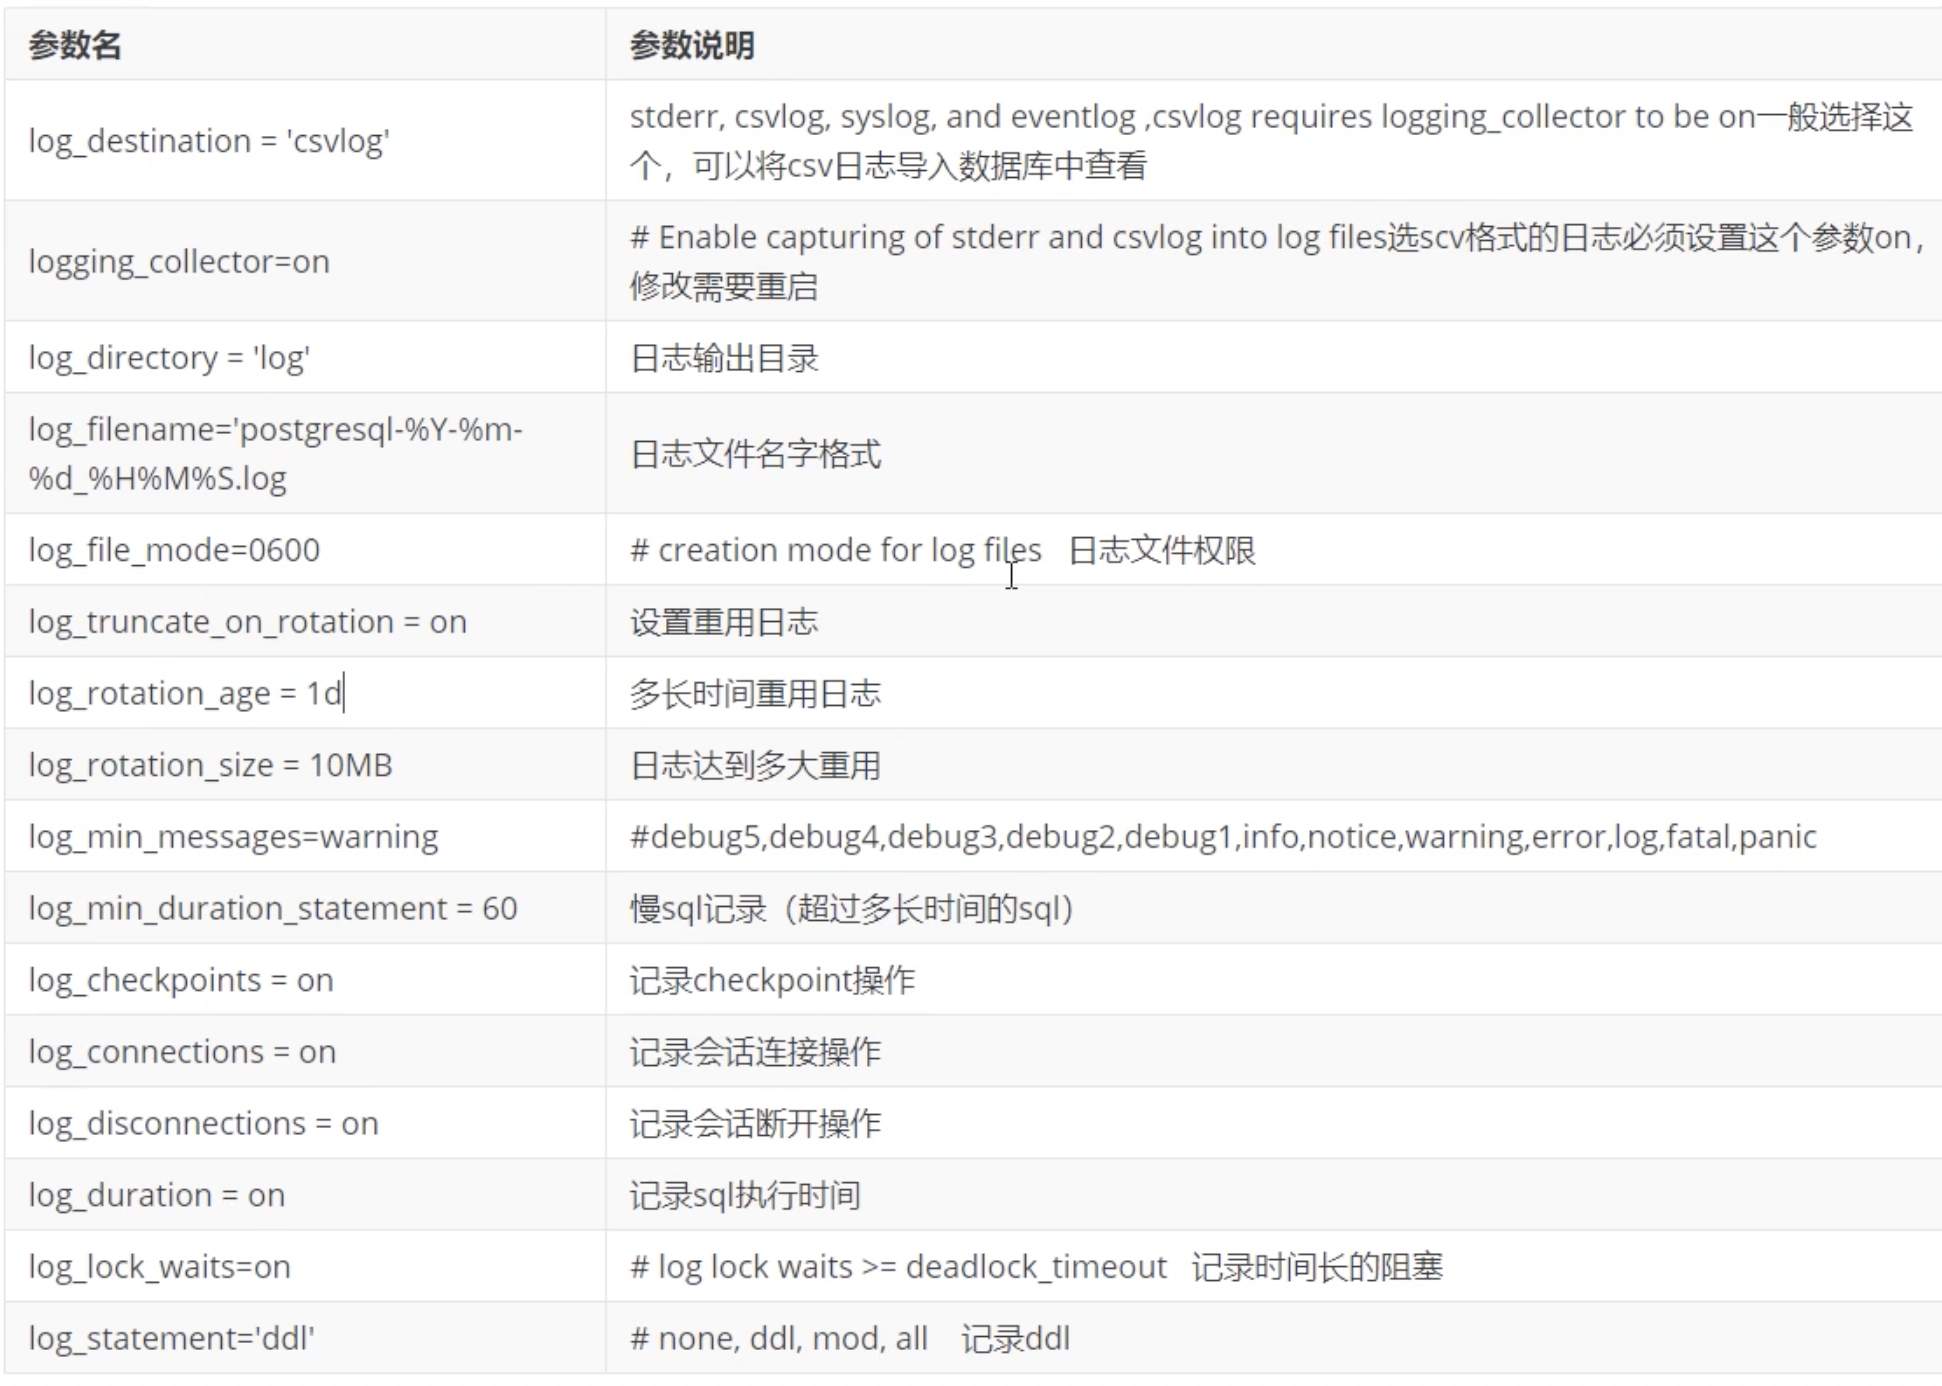 参数名
参数说明
log_destination = 'csvlog'
stderr, csvlog, syslog, and eventlog ,csvlog requires logging_collector to be on一般选择这
个，可以将csv日志导入数据库中查看
logging_collector=on
# Enable capturing of stderr and csvlog into log files选scv格式的日志必须设置这个参数on，
修改需要重启
log_directory = 'log'
日志输出目录
log_filename='postgresql-%Y-%m-
%d_%H%M%S.log
日志文件名字格式
log_file_mode=0600
# creation mode for log files 日志文件权限
log_truncate_on_rotation = on
设置重用日志
log_rotation_age = 1d
多长时间重用日志
log_rotation_size = 10MB
日志达到多大重用
log_min_messages=warning
#debug5,debug4,debug3,debug2,debug1,info,notice,warning,error,log,fatal,panic
log_min_duration_statement = 60
慢sql记录（超过多长时间的sql）
log_checkpoints = on
记录checkpoint操作
log_connections = on
记录会话连接操作
log_disconnections = on
记录会话断开操作
log_duration = on
记录sql执行时间
log_lock_waits=on
# log lock waits >= deadlock_timeout 记录时间长的阻塞
log_statement='ddl'
# none, ddl, mod, all 记录ddl